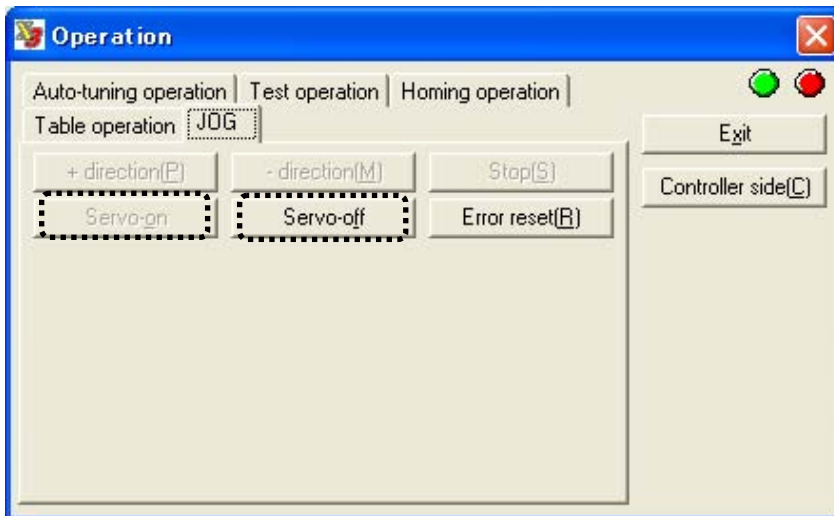 Operation
Auto-tuning operation Test operation Homing operation
Table operation JOG
Exit
+ direction(P) - direction(M) Stop(S)
Controller side(C)
Servo-on Servo-off Error reset(R)